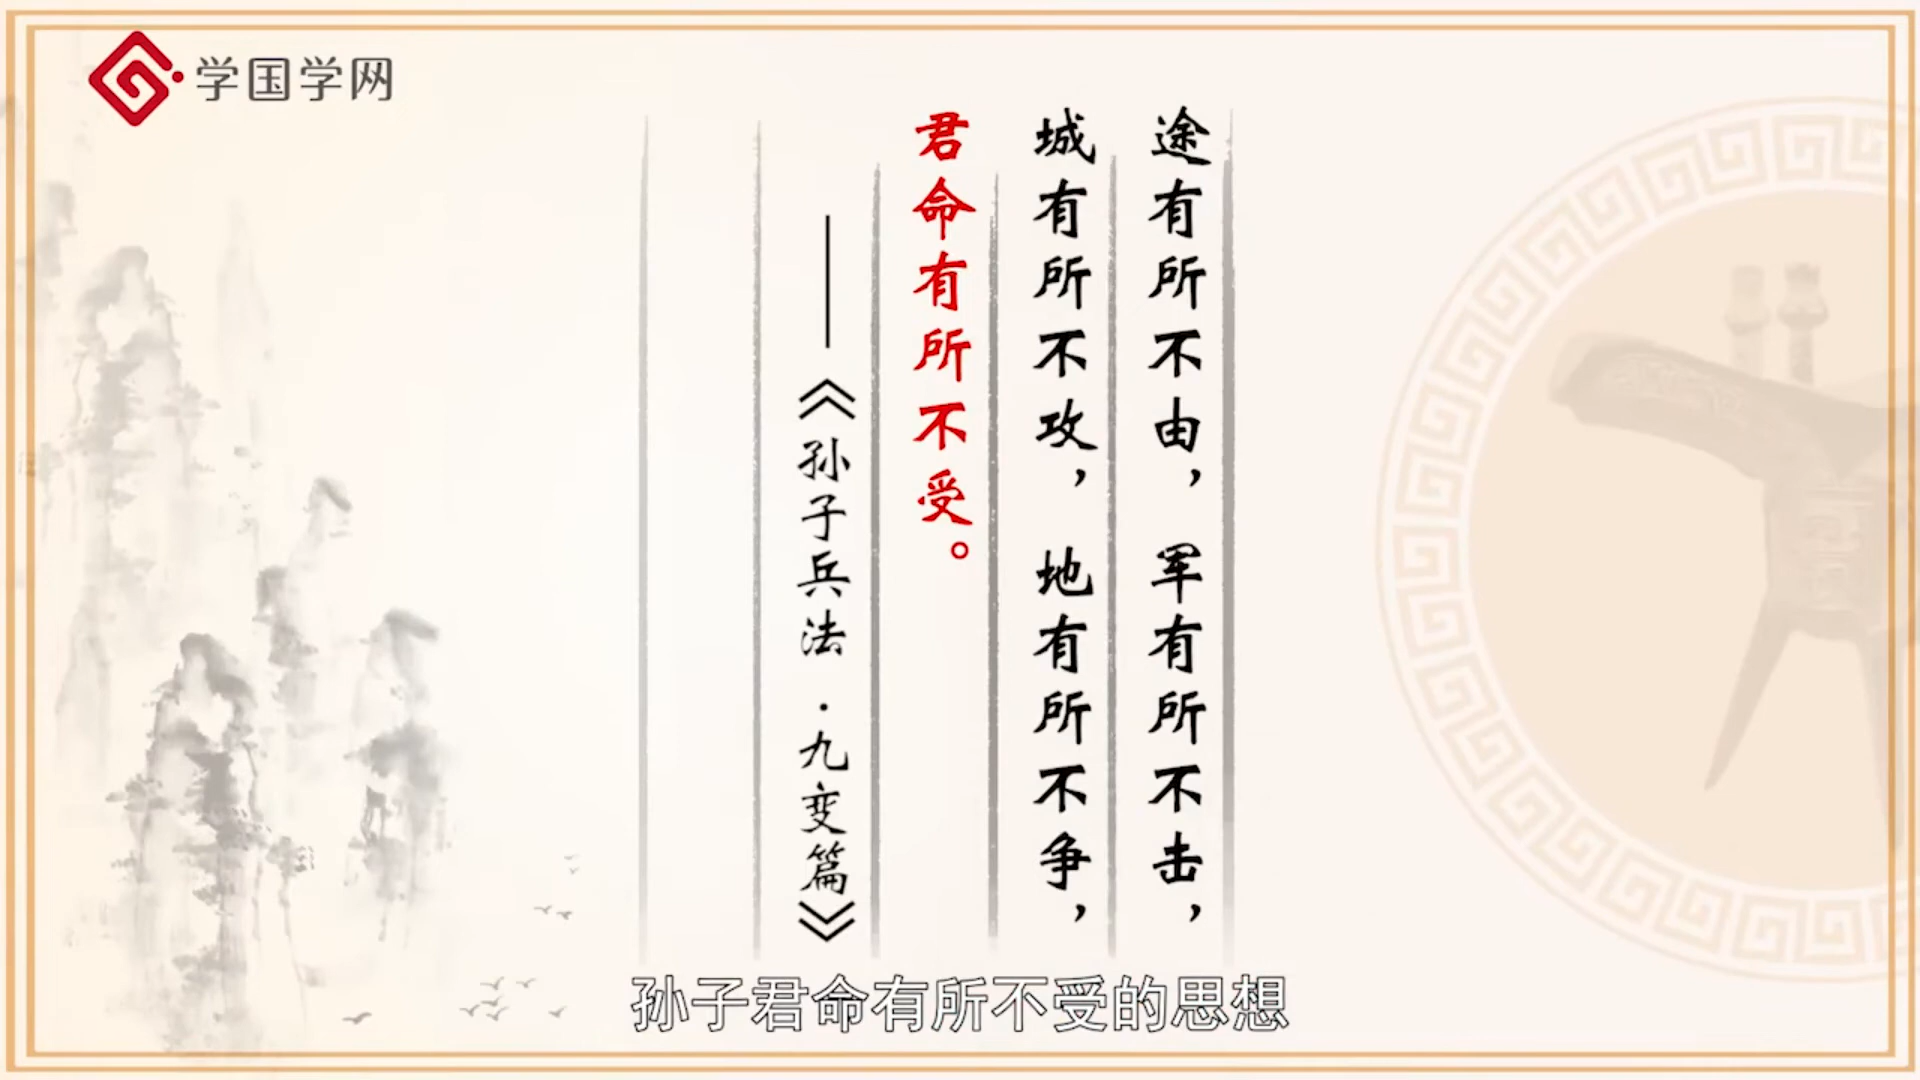 学国学网
途有所不由，军有所不击，
城有所不攻，地有所不争，
君命有所不受。
——《孙子兵法·九变篇》
孙子君命有所不受的思想